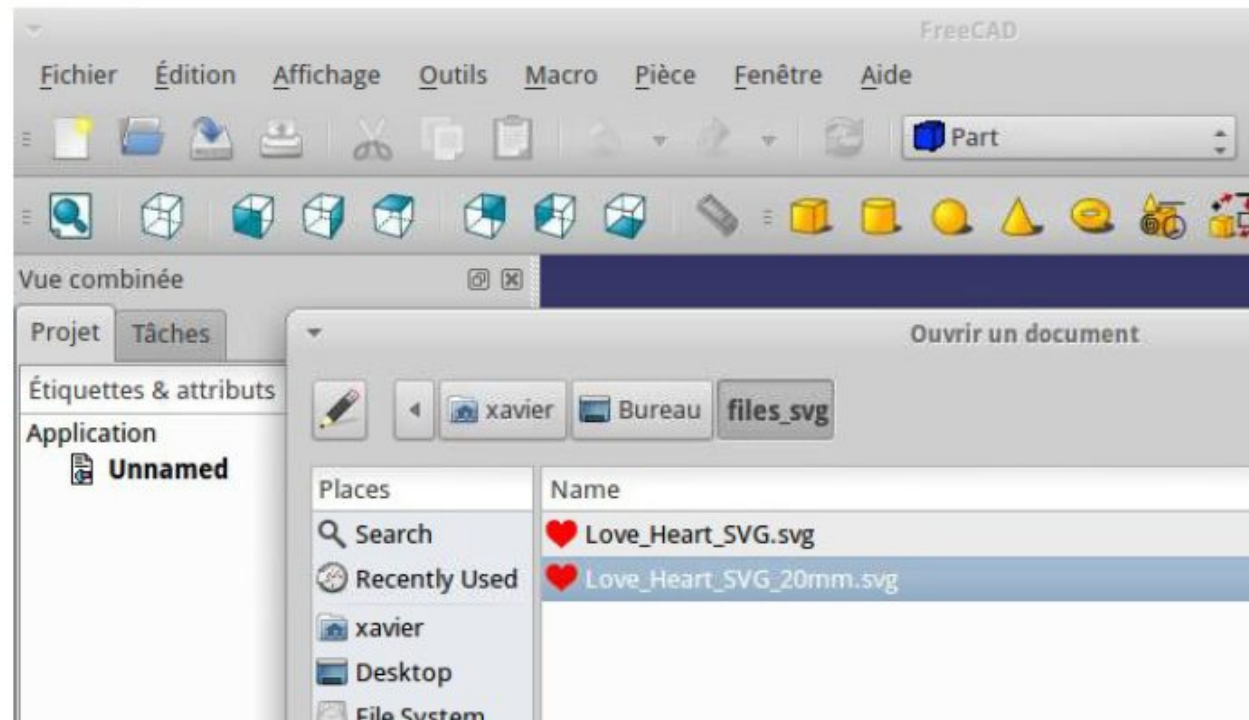 FreeCAD
Fichier Édition Affichage Outils Macro Pièce Fenêtre Aide
Part
Vue combinée
Projet Tâches
Ouvrir un document
Étiquettes & attributs
xavier Bureau files_svg
Application
Unnamed
Places Name
Search Love_Heart_SVG.svg
Recently Used Love_Heart_SVG_20mm.svg
xavier
Desktop
File System